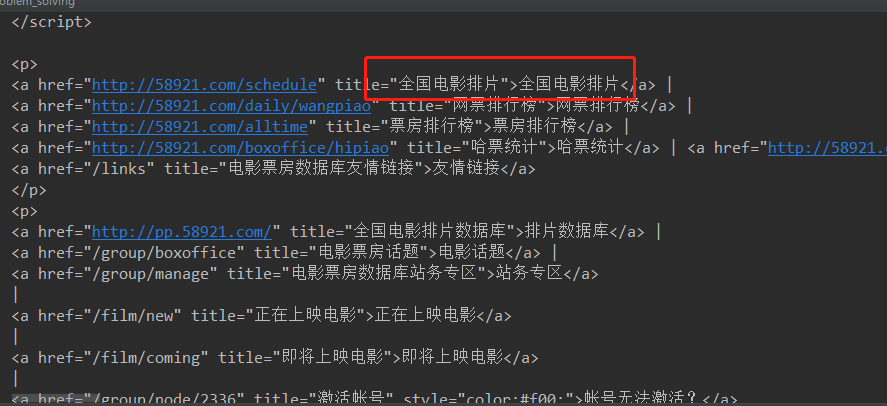 oblem_solving
</script>
<p>
<a href="http://58921.com/schedule" title="全国电影排片">全国电影排片</a> |
<a href="http://58921.com/daily/wangpiao" title="网票排行榜">网票排行榜</a> |
<a href="http://58921.com/alltime" title="票房排行榜">票房排行榜</a> |
<a href="http://58921.com/boxoffice/hipiao" title="哈票统计">哈票统计</a> | <a href="http://58921.c
<a href="/links" title="电影票房数据库友情链接">友情链接</a>
</p>
<p>
<a href="http://pp.58921.com/" title="全国电影排片数据库">排片数据库</a> |
<a href="/group/boxoffice" title="电影票房话题">电影话题</a> |
<a href="/group/manage" title="电影票房数据库站务专区">站务专区</a>
|
<a href="/film/new" title="正在上映电影">正在上映电影</a>
|
<a href="/film/coming" title="即将上映电影">即将上映电影</a>
|
<a href="/group/node/2336" title="激活帐号" style="color:#f00;">帐号无法激活?</a>